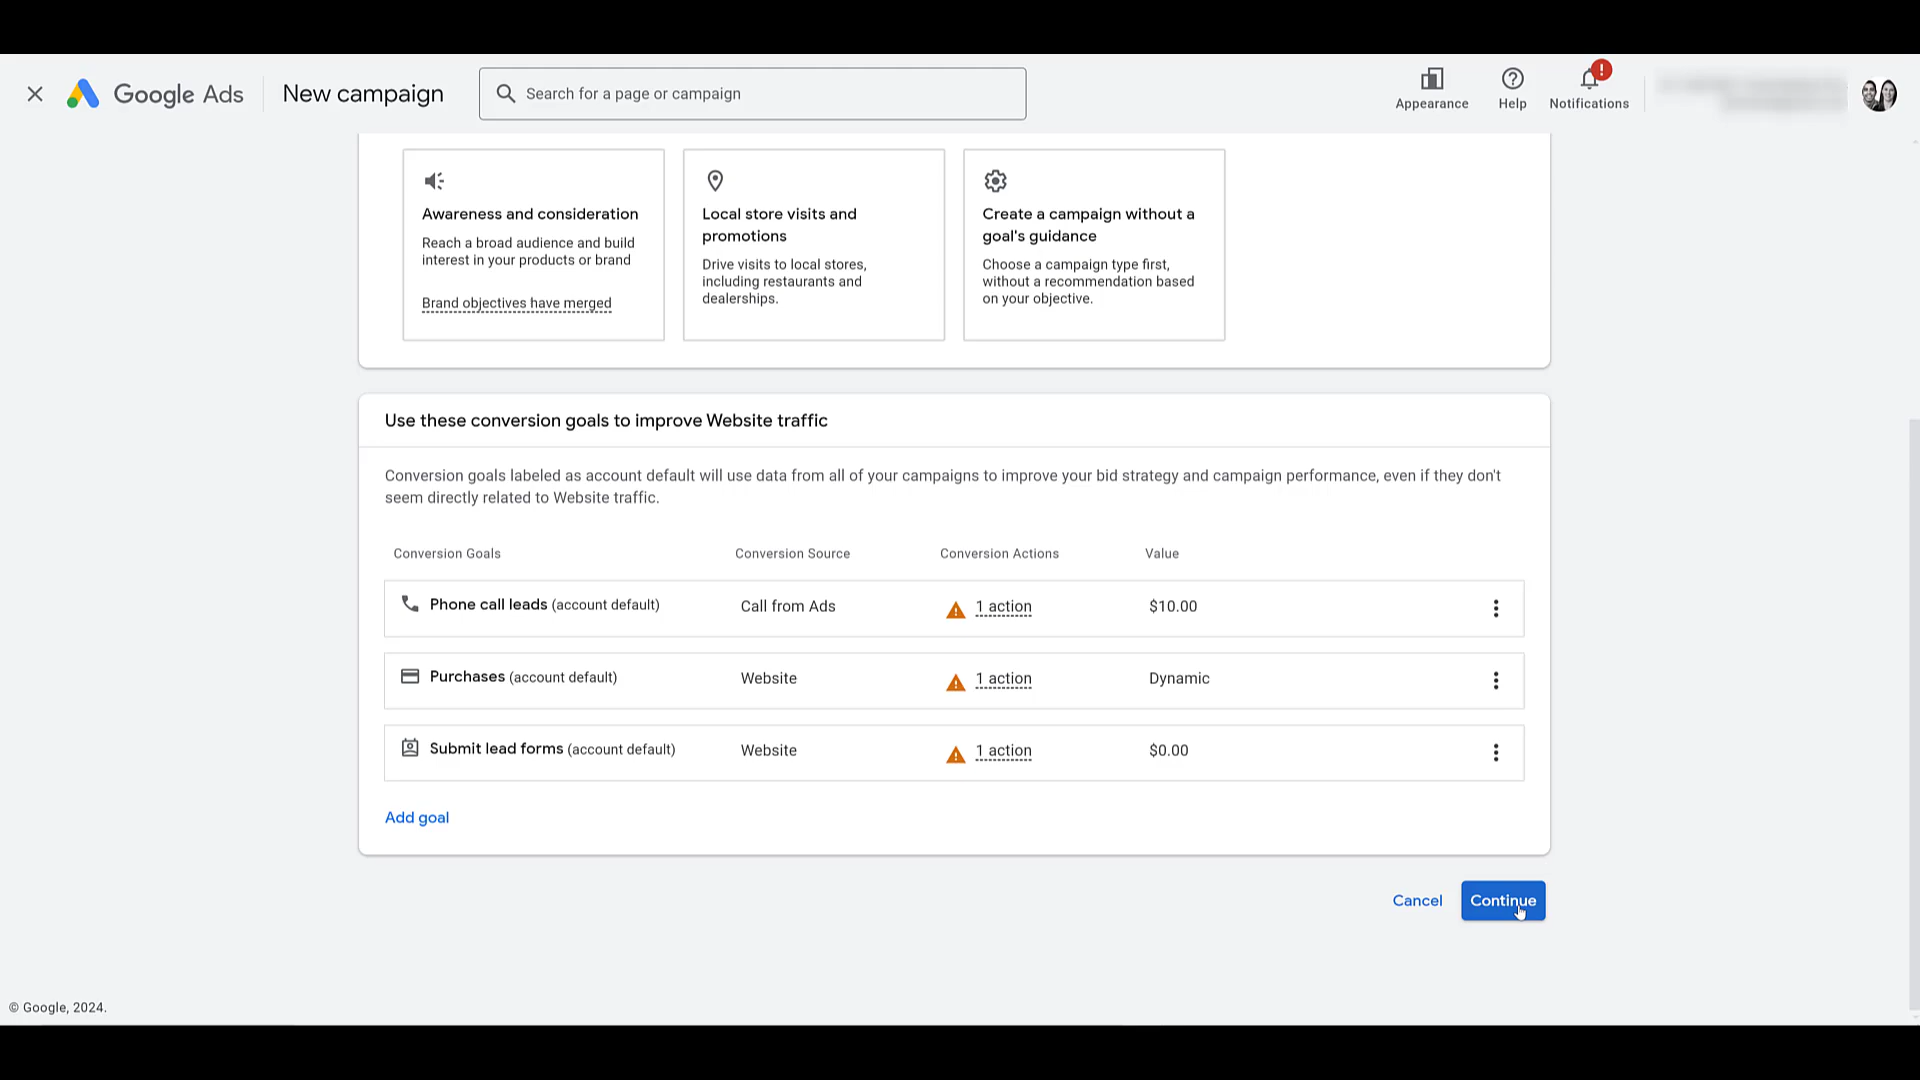 Google Ads
New campaign
Search for a page or campaign
Appearance
Help
!
Notifications
Awareness and consideration
Reach a broad audience and build
interest in your products or brand
Brand objectives have merged
Local store visits and
promotions
Drive visits to local stores,
including restaurants and
dealerships.
Create a campaign without a
goal's guidance
Choose a campaign type first,
without a recommendation based
on your objective.
Use these conversion goals to improve Website traffic
Conversion goals labeled as account default will use data from all of your campaigns to improve your bid strategy and campaign performance, even if they don't
seem directly related to Website traffic.
Conversion Goals Conversion Source Conversion Actions Value
Phone call leads (account default) Call from Ads 1 action $10.00
Purchases (account default) Website 1 action Dynamic
Submit lead forms (account default) Website 1 action $0.00
Add goal
Cancel Continue
© Google, 2024.